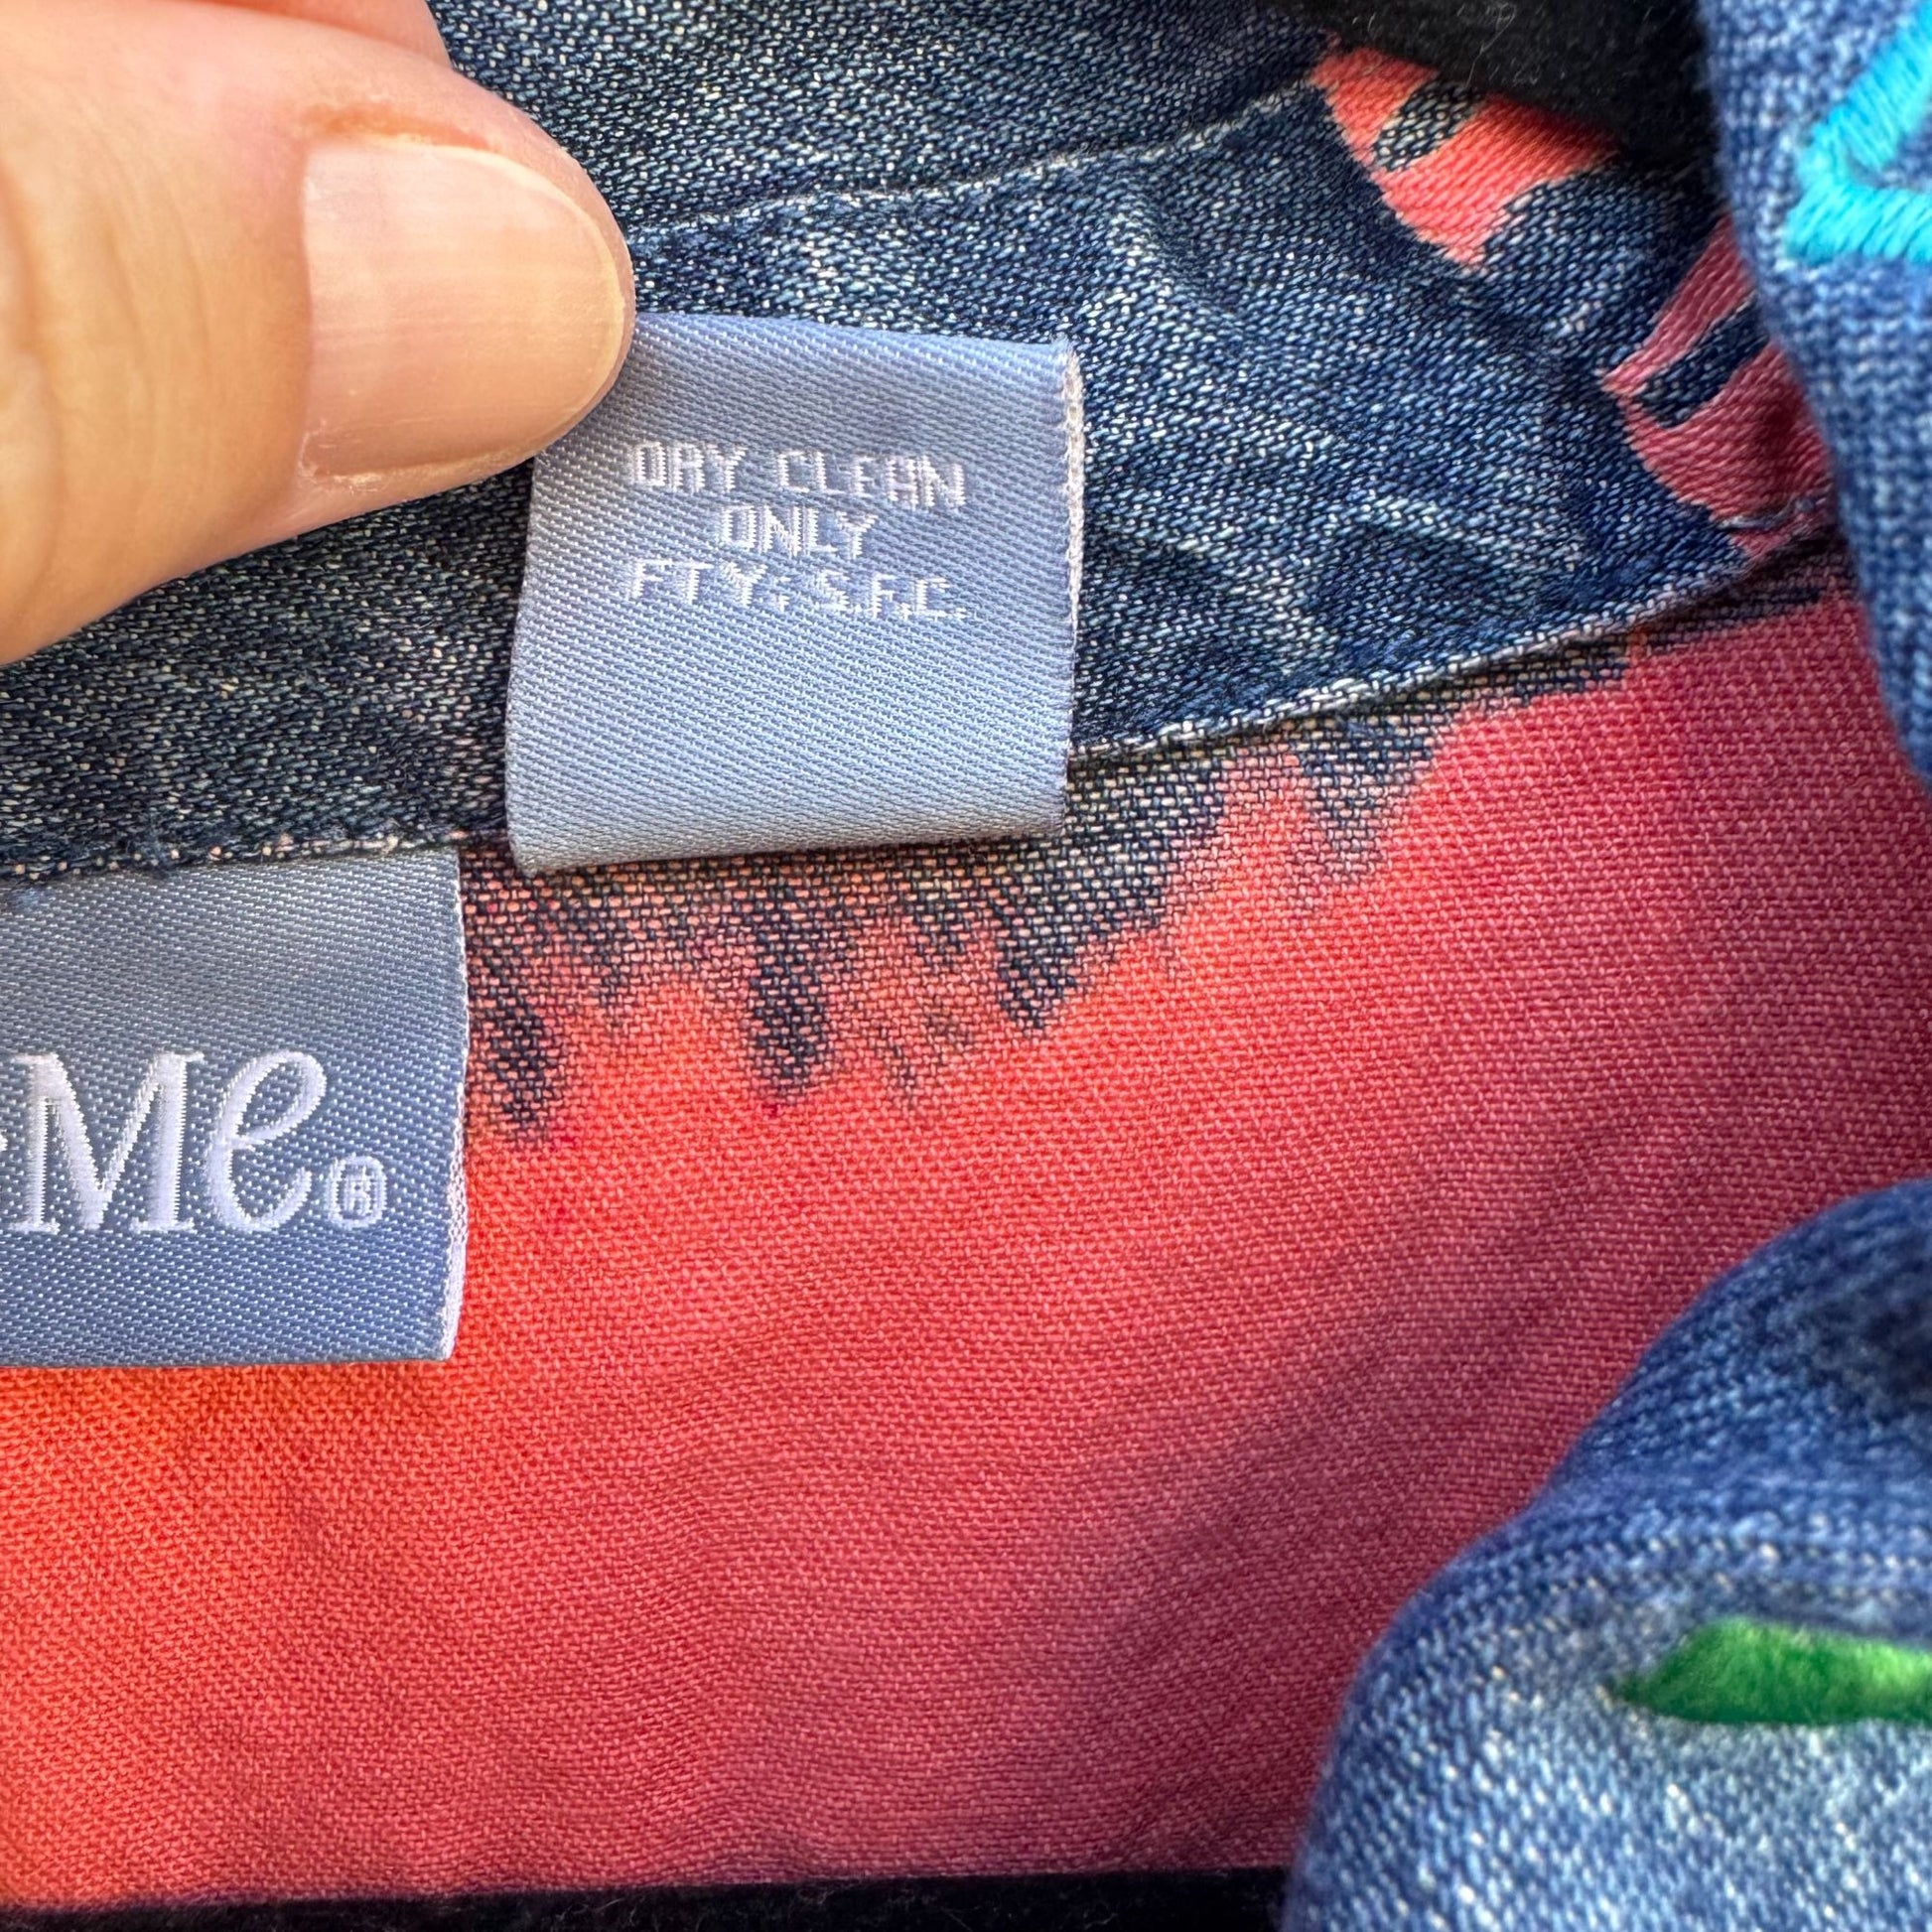 DRY CLEAN
ONLY
FTY: S.F.C.
Me®